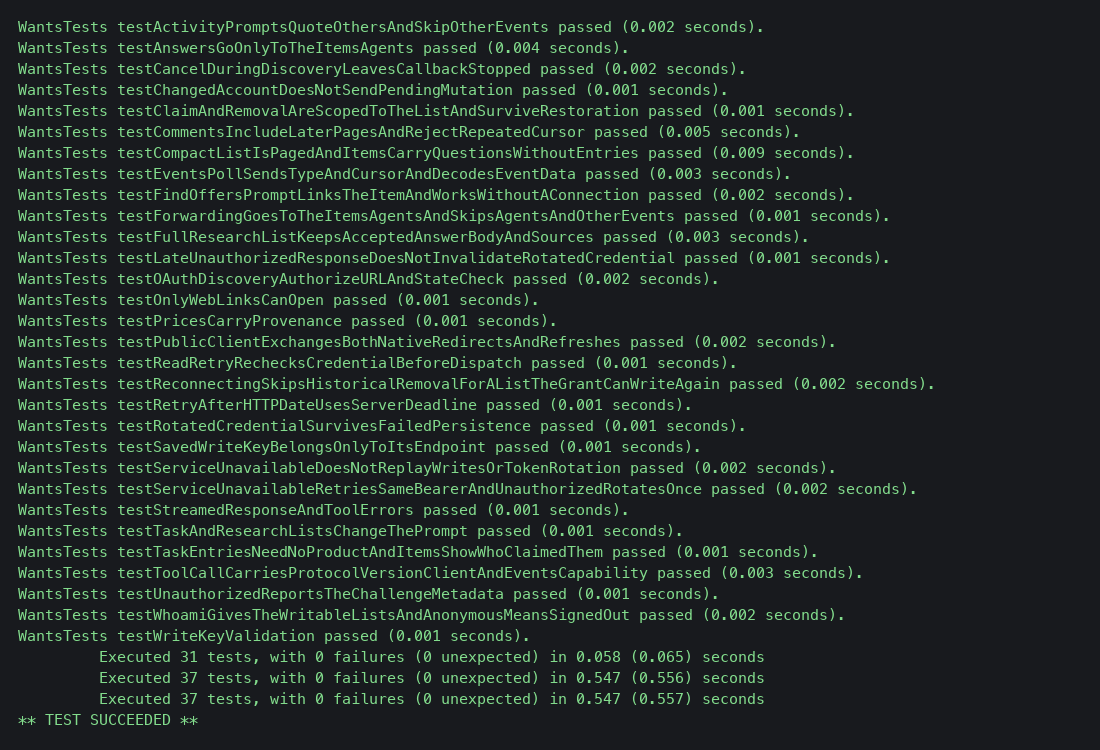 WantsTests testActivityPromptsQuoteOthersAndSkipOtherEvents passed (0.002 seconds).
WantsTests testAnswersGoOnlyToTheItemsAgents passed (0.004 seconds).
WantsTests testCancelDuringDiscoveryLeavesCallbackStopped passed (0.002 seconds).
WantsTests testChangedAccountDoesNotSendPendingMutation passed (0.001 seconds).
WantsTests testClaimAndRemovalAreScopedToTheListAndSurviveRestoration passed (0.001 seconds).
WantsTests testCommentsIncludeLaterPagesAndRejectRepeatedCursor passed (0.005 seconds).
WantsTests testCompactListIsPagedAndItemsCarryQuestionsWithoutEntries passed (0.009 seconds).
WantsTests testEventsPollSendsTypeAndCursorAndDecodesEventData passed (0.003 seconds).
WantsTests testFindOffersPromptLinksTheItemAndWorksWithoutAConnection passed (0.002 seconds).
WantsTests testForwardingGoesToTheItemsAgentsAndSkipsAgentsAndOtherEvents passed (0.001 seconds).
WantsTests testFullResearchListKeepsAcceptedAnswerBodyAndSources passed (0.003 seconds).
WantsTests testLateUnauthorizedResponseDoesNotInvalidateRotatedCredential passed (0.001 seconds).
WantsTests testOAuthDiscoveryAuthorizeURLAndStateCheck passed (0.002 seconds).
WantsTests testOnlyWebLinksCanOpen passed (0.001 seconds).
WantsTests testPricesCarryProvenance passed (0.001 seconds).
WantsTests testPublicClientExchangesBothNativeRedirectsAndRefreshes passed (0.002 seconds).
WantsTests testReadRetryRechecksCredentialBeforeDispatch passed (0.001 seconds).
WantsTests testReconnectingSkipsHistoricalRemovalForAListTheGrantCanWriteAgain passed (0.002 seconds).
WantsTests testRetryAfterHTTPDateUsesServerDeadline passed (0.001 seconds).
WantsTests testRotatedCredentialSurvivesFailedPersistence passed (0.001 seconds).
WantsTests testSavedWriteKeyBelongsOnlyToItsEndpoint passed (0.001 seconds).
WantsTests testServiceUnavailableDoesNotReplayWritesOrTokenRotation passed (0.002 seconds).
WantsTests testServiceUnavailableRetriesSameBearerAndUnauthorizedRotatesOnce passed (0.002 seconds).
WantsTests testStreamedResponseAndToolErrors passed (0.001 seconds).
WantsTests testTaskAndResearchListsChangeThePrompt passed (0.001 seconds).
WantsTests testTaskEntriesNeedNoProductAndItemsShowWhoClaimedThem passed (0.001 seconds).
WantsTests testToolCallCarriesProtocolVersionClientAndEventsCapability passed (0.003 seconds).
WantsTests testUnauthorizedReportsTheChallengeMetadata passed (0.001 seconds).
WantsTests testWhoamiGivesTheWritableListsAndAnonymousMeansSignedOut passed (0.002 seconds).
WantsTests testWriteKeyValidation passed (0.001 seconds).
Executed 31 tests, with 0 failures (0 unexpected) in 0.058 (0.065) seconds
Executed 37 tests, with 0 failures (0 unexpected) in 0.547 (0.556) seconds
Executed 37 tests, with 0 failures (0 unexpected) in 0.547 (0.557) seconds
** TEST SUCCEEDED **